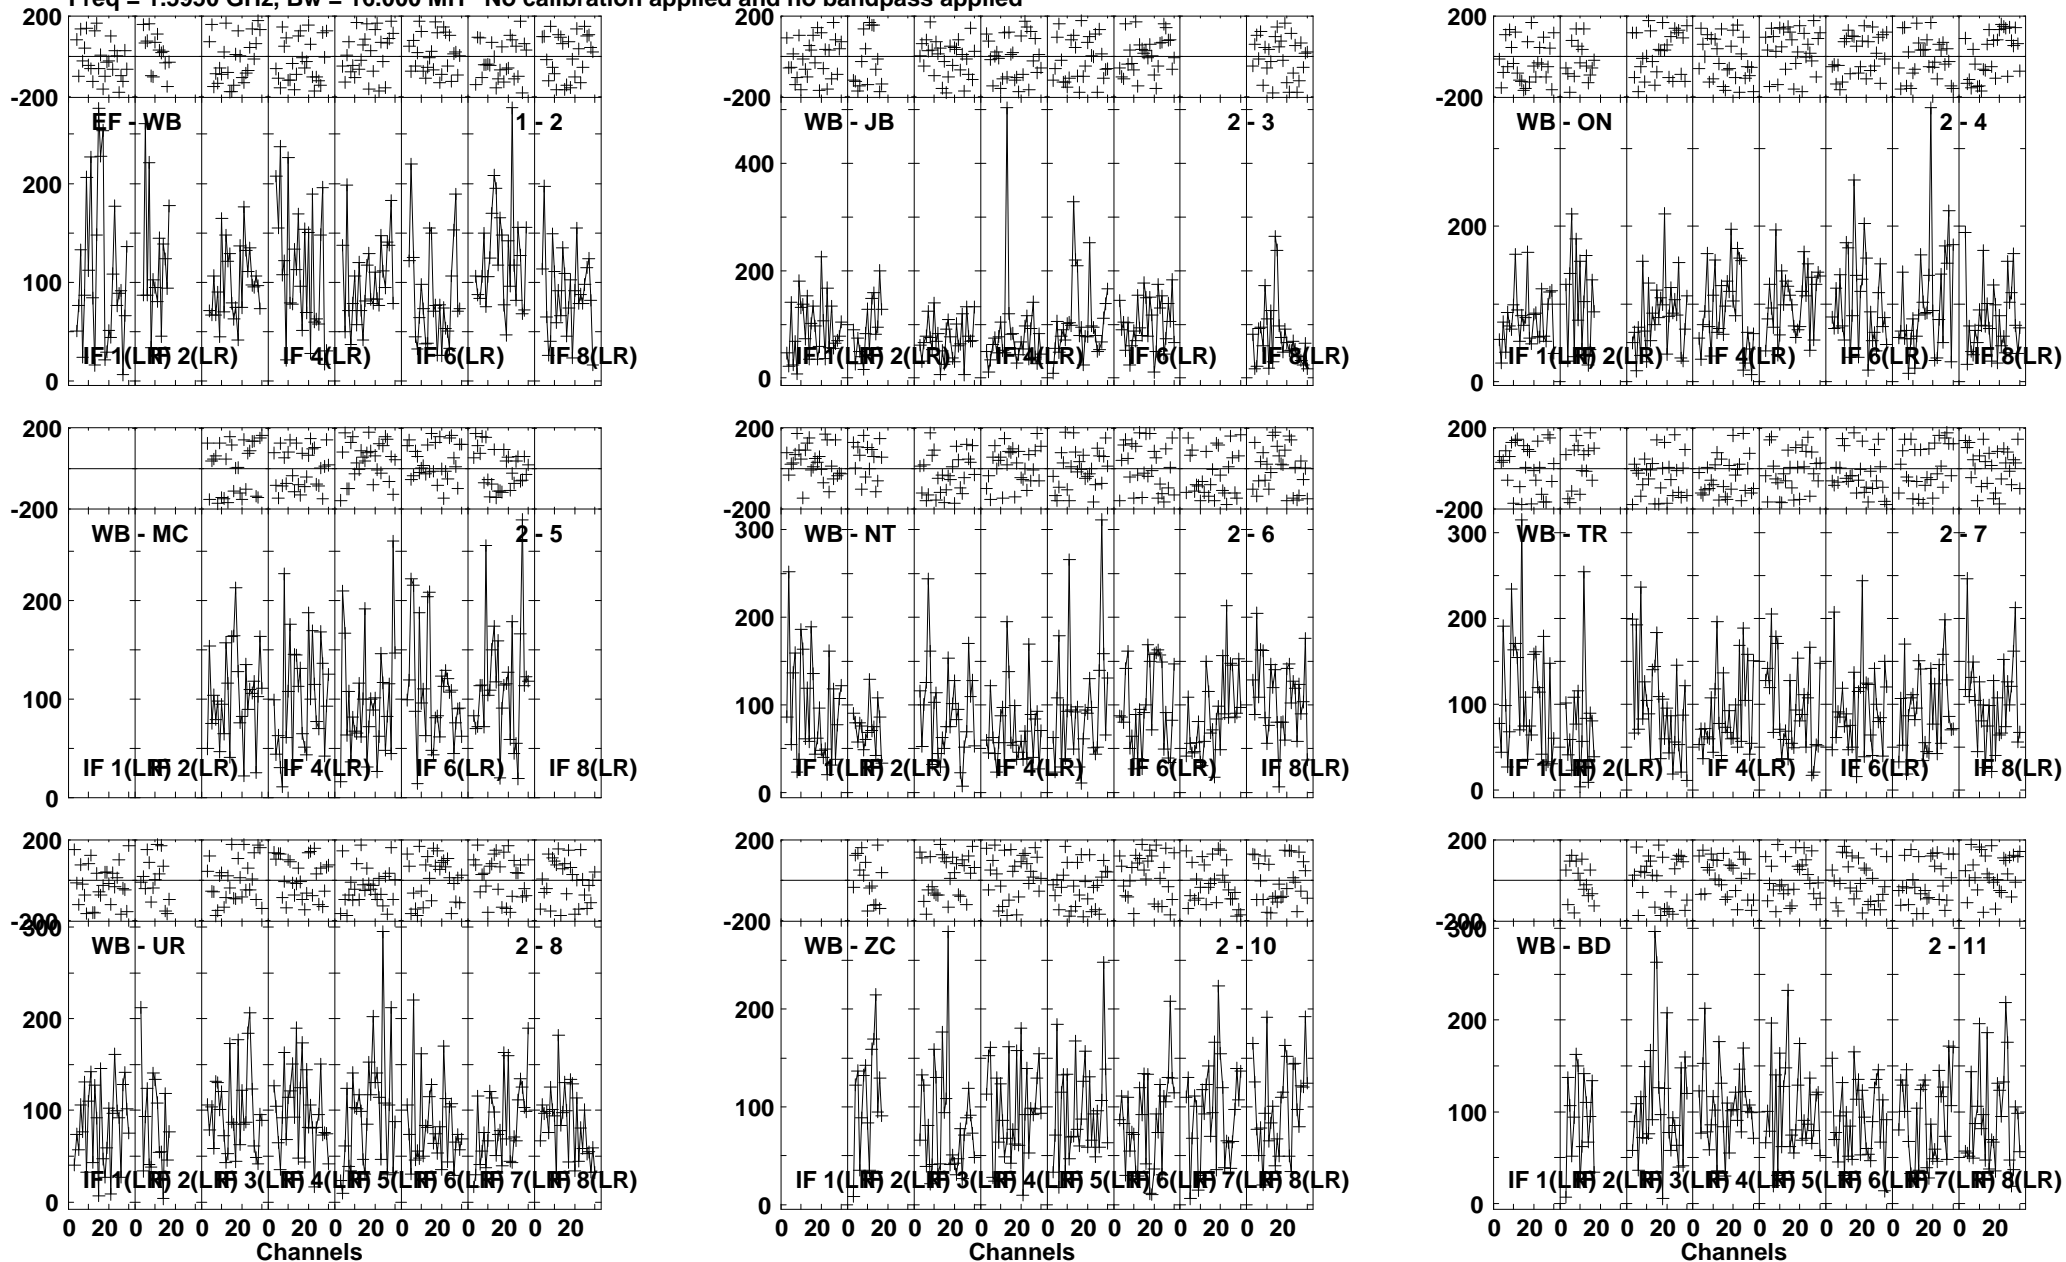 No calibration applied and no bandpass applied
200
-200
EF - WB 1 - 2
200
100
0
IF 1(LR) IF 2(LR) IF 4(LR) IF 6(LR) IF 8(LR)
WB - JB 2 - 3
400
200
0
IF 1(LR) IF 2(LR) IF 4(LR) IF 6(LR) IF 8(LR)
200
-200
WB - ON 2 - 4
200
0
IF 1(LR) IF 2(LR) IF 4(LR) IF 6(LR) IF 8(LR)
200
-200
WB - MC 2 - 5
200
100
0
IF 1(LR) IF 2(LR) IF 4(LR) IF 6(LR) IF 8(LR)
200
-200
WB - NT 2 - 6
300
200
100
0
IF 1(LR) IF 2(LR) IF 4(LR) IF 6(LR) IF 8(LR)
200
-200
WB - TR 2 - 7
300
200
100
0
IF 1(LR) IF 2(LR) IF 4(LR) IF 6(LR) IF 8(LR)
200
-200
300
WB - UR 2 - 8
200
100
0
IF 1(LR) IF 2(LR) IF 3(LR) IF 4(LR) IF 5(LR) IF 6(LR) IF 7(LR) IF 8(LR)
0 20 0 20 0 20 0 20 0 20 0 20 0 20 0 20
Channels
200
-200
WB - ZC 2 - 10
200
100
0
IF 1(LR) IF 2(LR) IF 3(LR) IF 4(LR) IF 5(LR) IF 6(LR) IF 7(LR) IF 8(LR)
0 20 0 20 0 20 0 20 0 20 0 20 0 20 0 20
Channels
200
-200
300
WB - BD 2 - 11
200
100
0
IF 1(LR) IF 2(LR) IF 3(LR) IF 4(LR) IF 5(LR) IF 6(LR) IF 7(LR) IF 8(LR)
0 20 0 20 0 20 0 20 0 20 0 20 0 20 0 20
Channels